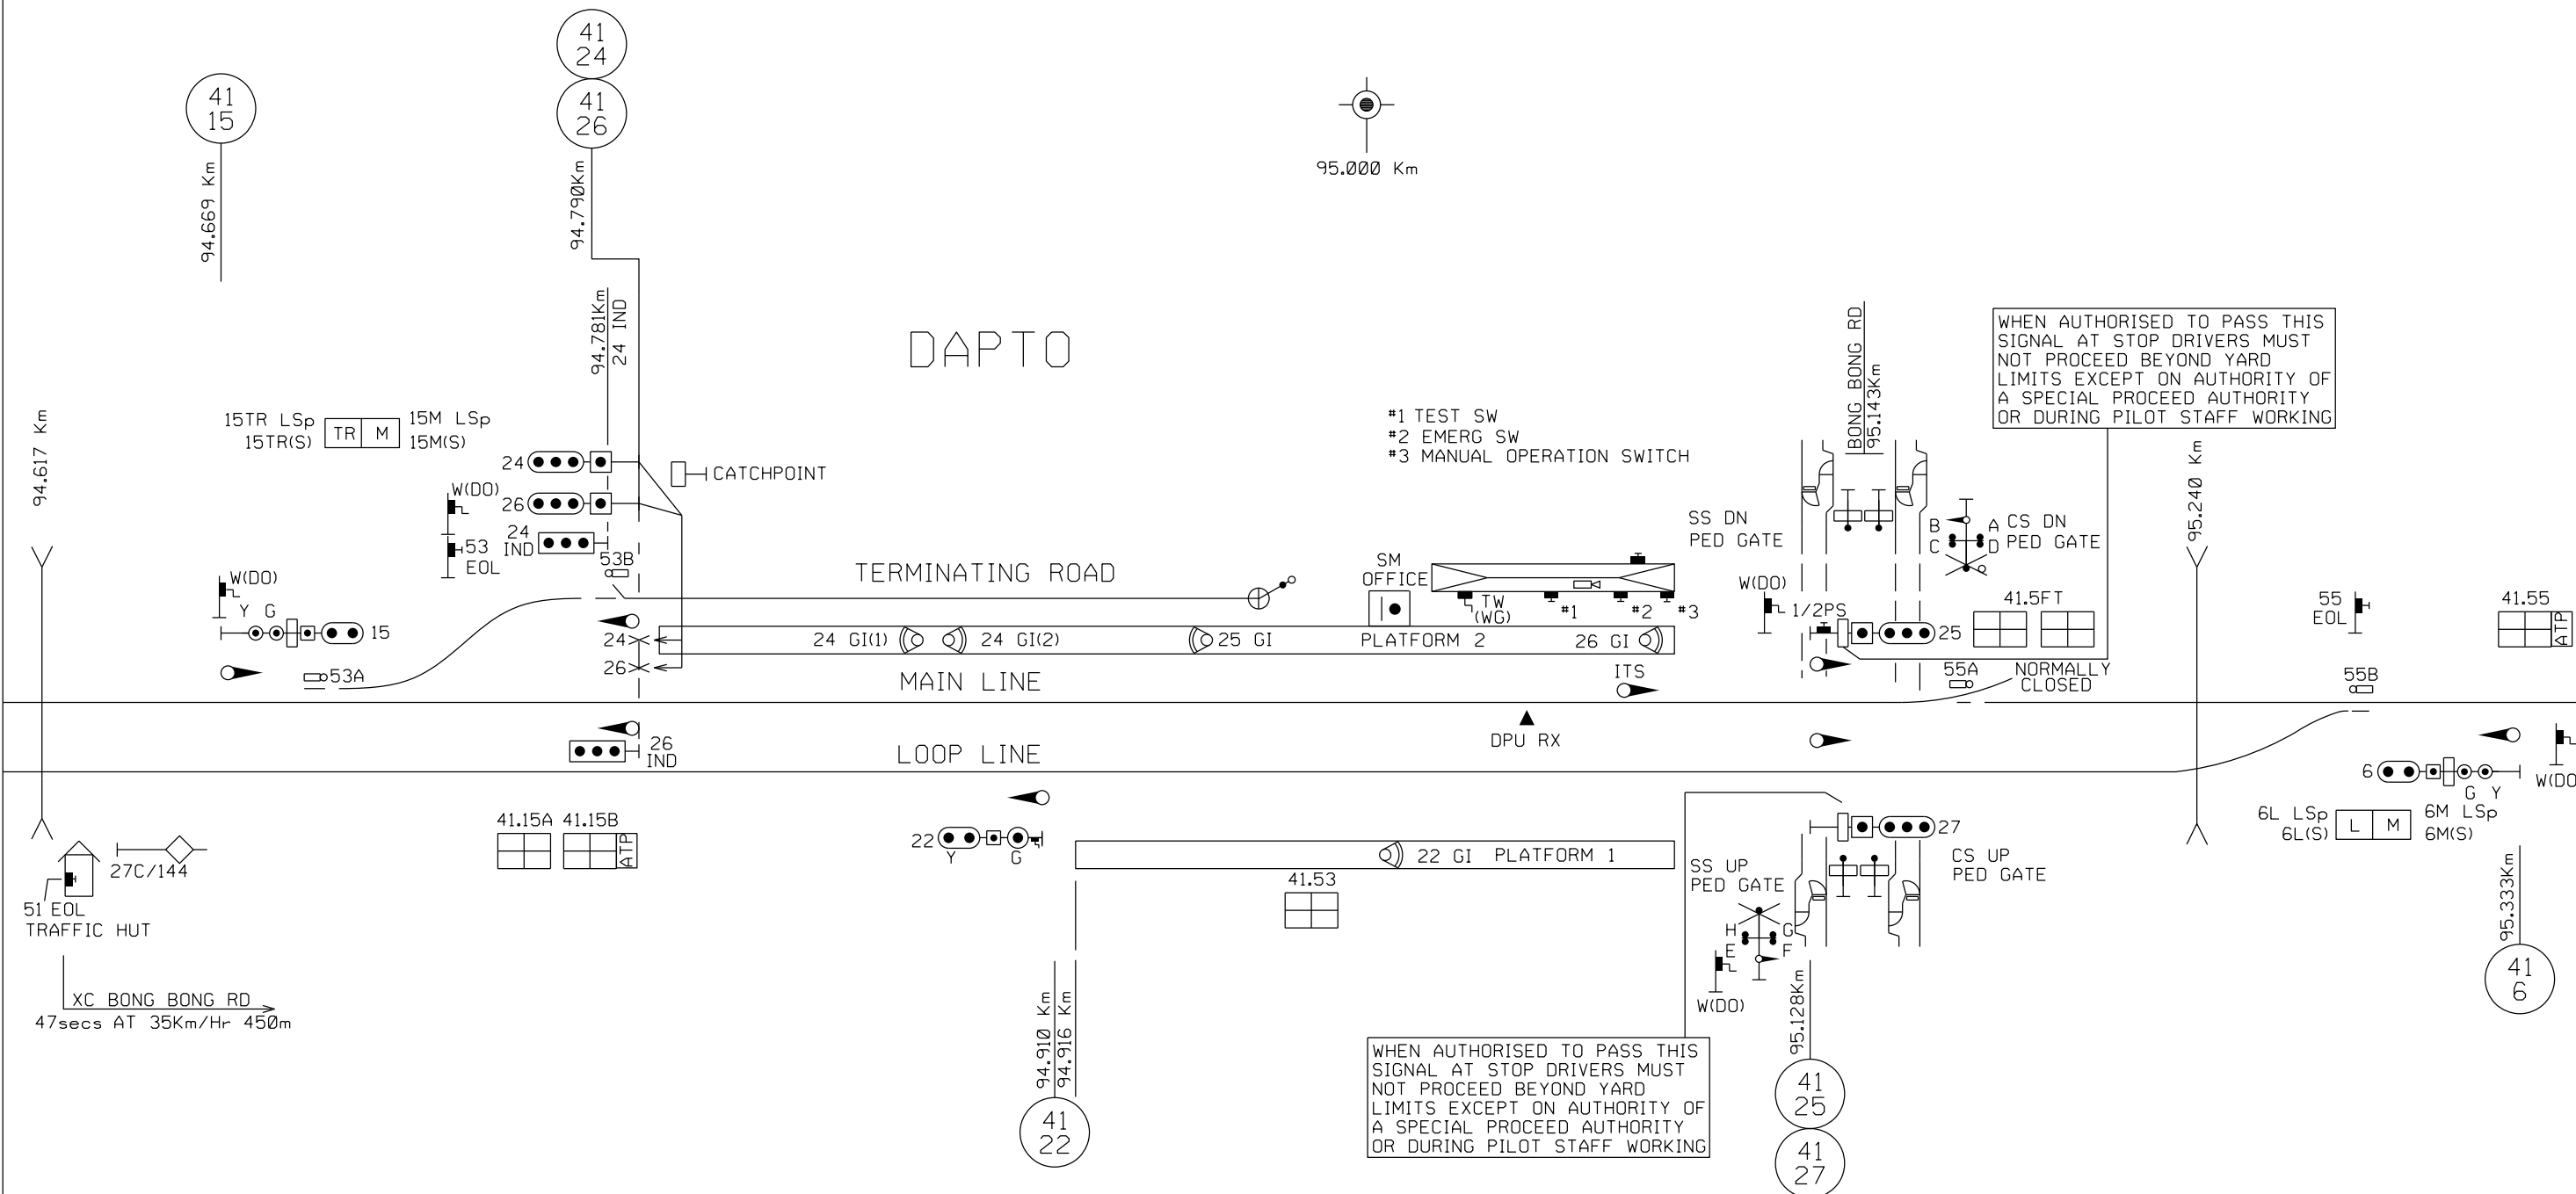 41
24
41
26
41
15
94.669 Km
94.790Km
95.000 Km
94.781Km
24 IND
DAPTO
BONG BONG RD
95.143Km
WHEN AUTHORISED TO PASS THIS
SIGNAL AT STOP DRIVERS MUST
NOT PROCEED BEYOND YARD
LIMITS EXCEPT ON AUTHORITY OF
A SPECIAL PROCEED AUTHORITY
OR DURING PILOT STAFF WORKING
94.617 Km
15TR LSp
15TR(S)
TR M
15M LSp
15M(S)
#1 TEST SW
#2 EMERG SW
#3 MANUAL OPERATION SWITCH
95.240 Km
24
CATCHPOINT
W(DO)
26
24
IND
53
EOL
53B
SS DN
PED GATE
B A
C D
CS DN
PED GATE
TERMINATING ROAD
SM
OFFICE
W(DO)
Y G
15
TW
(WG)
#1
#2
#3
W(DO)
1/2PS
25
41.5FT
55
EOL
41.55
ATP
24
26
24 GI(1)
24 GI(2)
25 GI
PLATFORM 2
26 GI
53A
MAIN LINE
ITS
55A
NORMALLY
CLOSED
55B
26
IND
LOOP LINE
DPU RX
6
G Y
W(DO
41.15A
41.15B
ATP
22
Y G
27
6L LSp
6L(S)
L M
6M LSp
6M(S)
27C/144
22 GI
PLATFORM 1
SS UP
PED GATE
CS UP
PED GATE
41.53
51 EOL
TRAFFIC HUT
H G
E F
W(DO)
95.333Km
41
6
XC BONG BONG RD
47secs AT 35Km/Hr 450m
94.910 Km
94.916 Km
95.128Km
WHEN AUTHORISED TO PASS THIS
SIGNAL AT STOP DRIVERS MUST
NOT PROCEED BEYOND YARD
LIMITS EXCEPT ON AUTHORITY OF
A SPECIAL PROCEED AUTHORITY
OR DURING PILOT STAFF WORKING
41
22
41
25
41
27